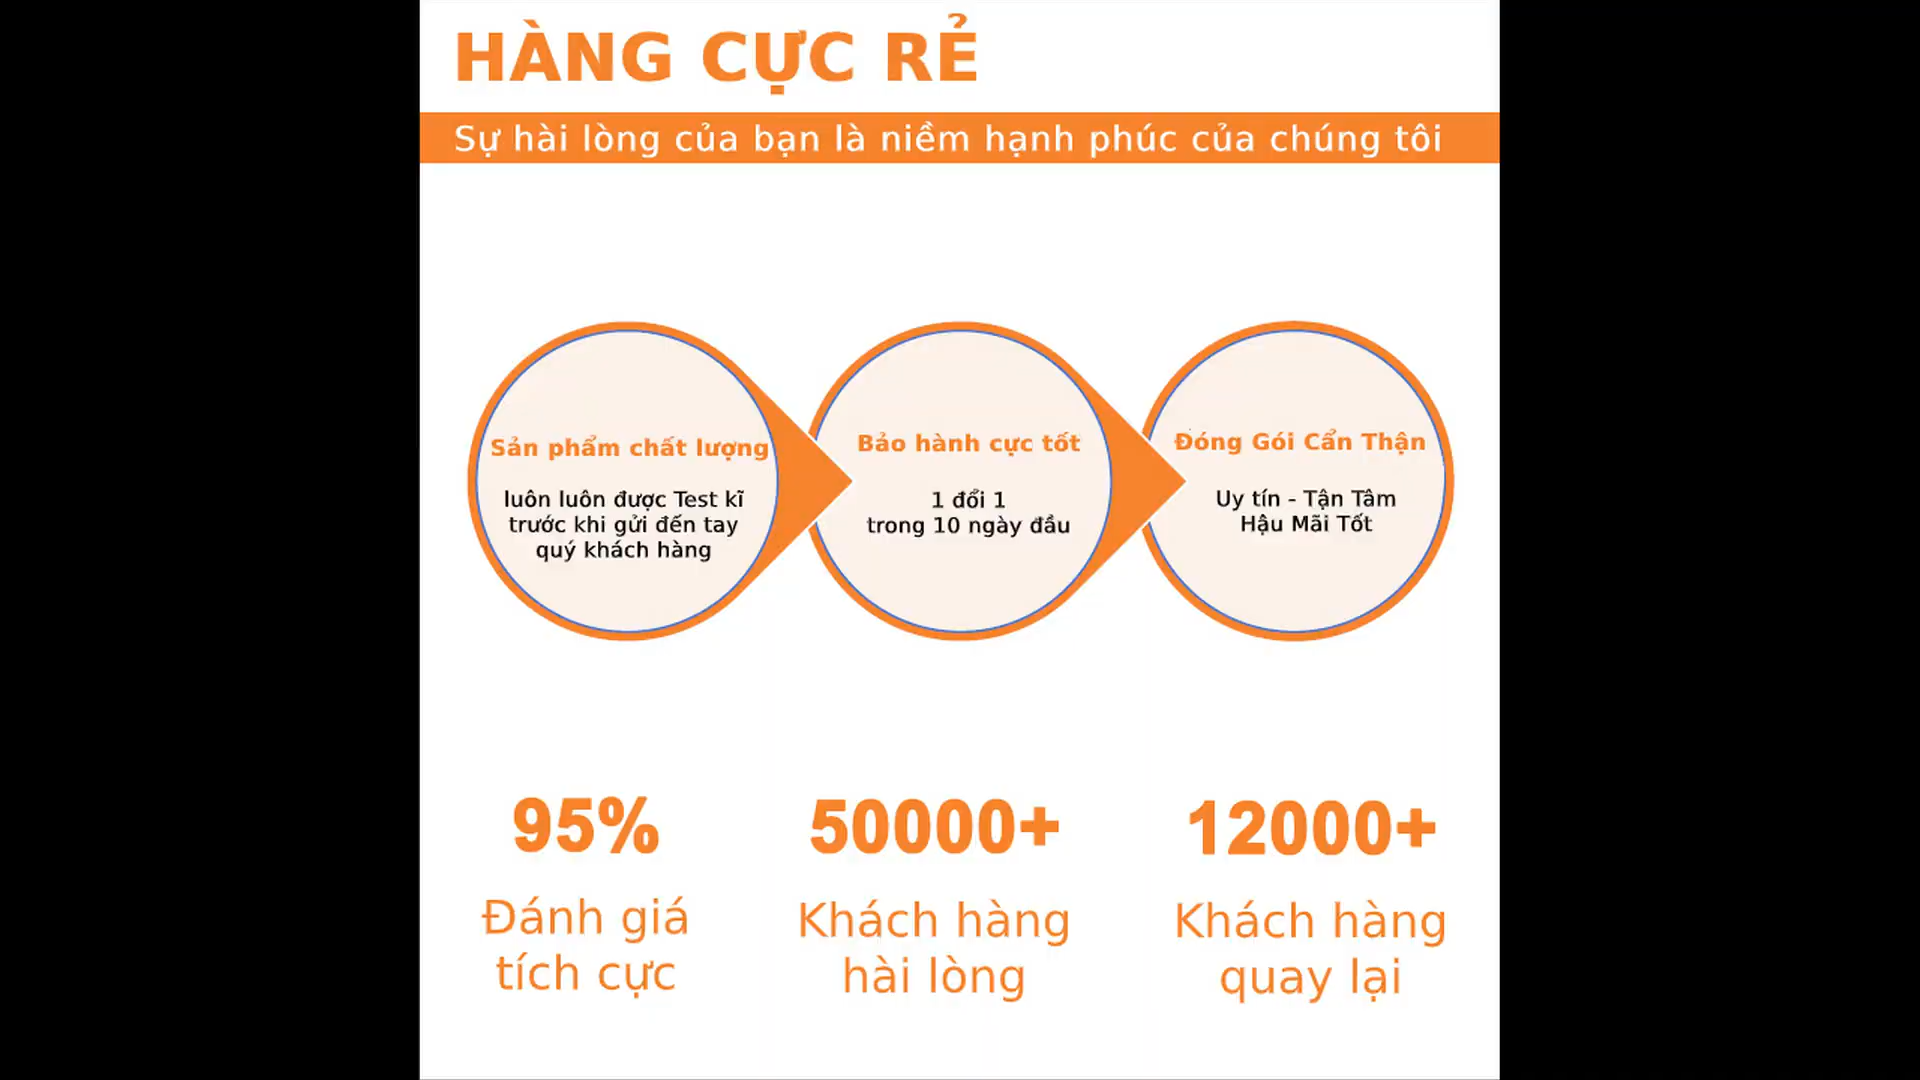 HÀNG CỰC RẺ
Sự hài lòng của bạn là niềm hạnh phúc của chúng tôi
Sản phẩm chất lượng
luôn luôn được Test kĩ
trước khi gửi đến tay
quý khách hàng
Bảo hành cực tốt
1 đổi 1
trong 10 ngày đầu
Đóng Gói Cẩn Thận
Uy tín - Tận Tâm
Hậu Mãi Tốt
95%
Đánh giá
tích cực
50000+
Khách hàng
hài lòng
12000+
Khách hàng
quay lại